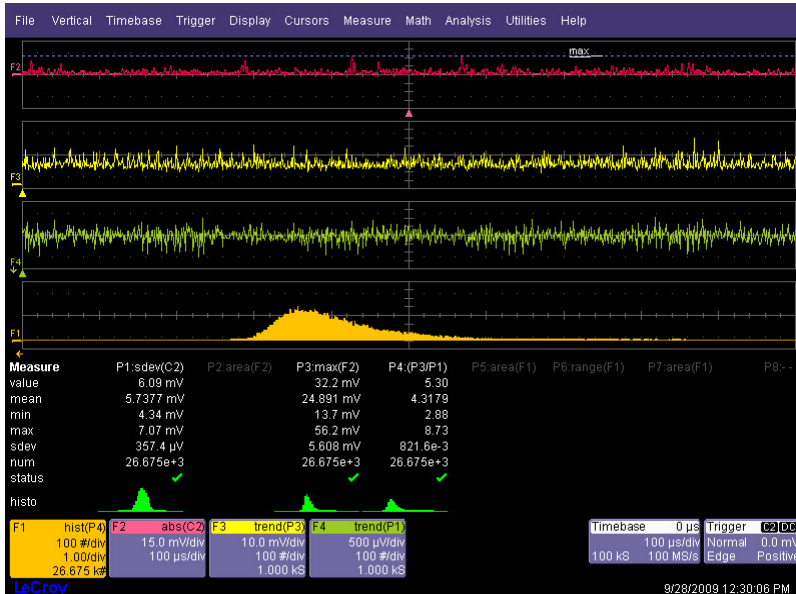 File Vertical Timebase Trigger Display Cursors Measure Math Analysis Utilities Help
max
F2
F3
F4
F1
Measure P1:sdev(C2) P2:area(F2) P3:max(F2) P4:(P3/P1) P5:area(F1) P6:range(F1) P7:area(F1) P8:- -
value 6.09 mV 32.2 mV 5.30
mean 5.7377 mV 24.891 mV 4.3179
min 4.34 mV 13.7 mV 2.88
max 7.07 mV 56.2 mV 8.73
sdev 357.4 µV 5.608 mV 821.6e-3
num 26.675e+3 26.675e+3 26.675e+3
status
histo
F1 hist(P4) F2 abs(C2) F3 trend(P3) F4 trend(P1) Timebase 0 µs Trigger C2 DC
100 #/div 15.0 mV/div 10.0 mV/div 500 µV/div 100 µs/div Normal 0.0 mV
1.00/div 100 µs/div 100 #/div 100 #/div 100 kS 100 MS/s Edge Positive
26.675 k# 1.000 kS 1.000 kS
LeCroy 9/28/2009 12:30:06 PM